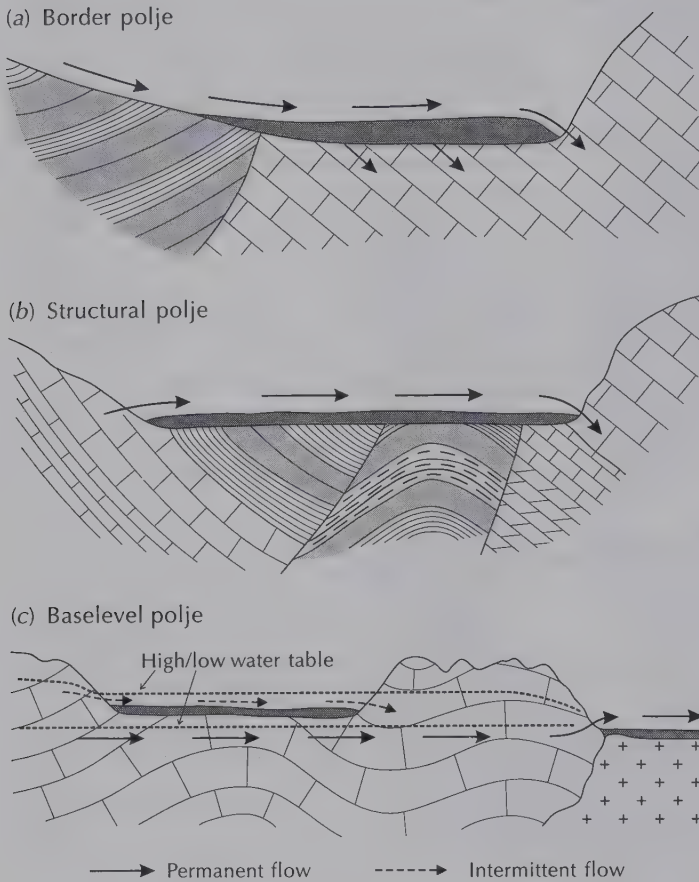 (a) Border polje
(b) Structural polje
(c) Baselevel polje
High/low water table
Permanent flow
Intermittent flow